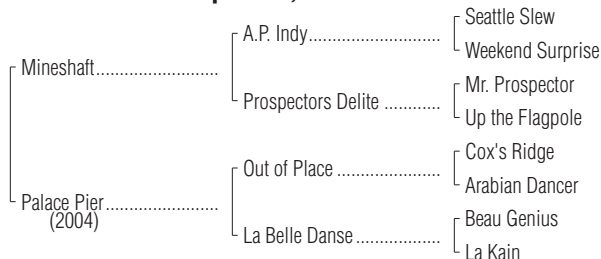 Seattle Slew
A.P. Indy
Weekend Surprise
Mineshaft
Mr. Prospector
Prospectors Delite
Up the Flagpole
Cox's Ridge
Out of Place
Arabian Dancer
Palace Pier
(2004)
Beau Genius
La Belle Danse
La Kain